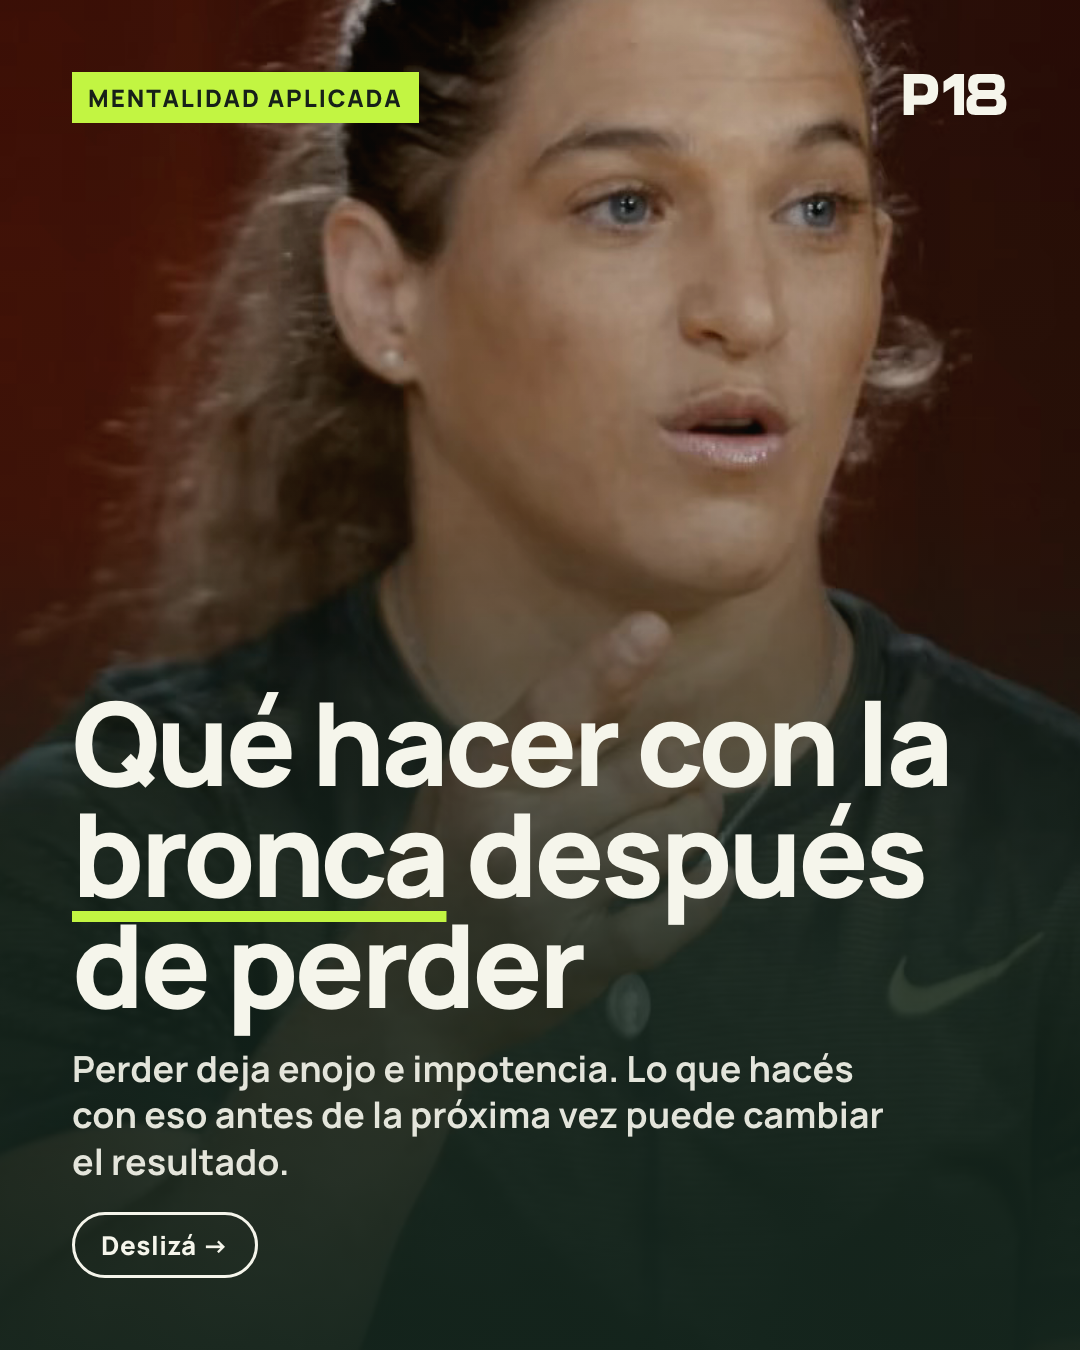 MENTALIDAD APLICADA
P18
Qué hacer con la
bronca después
de perder
Perder deja enojo e impotencia. Lo que hacés
con eso antes de la próxima vez puede cambiar
el resultado.
Deslizá →